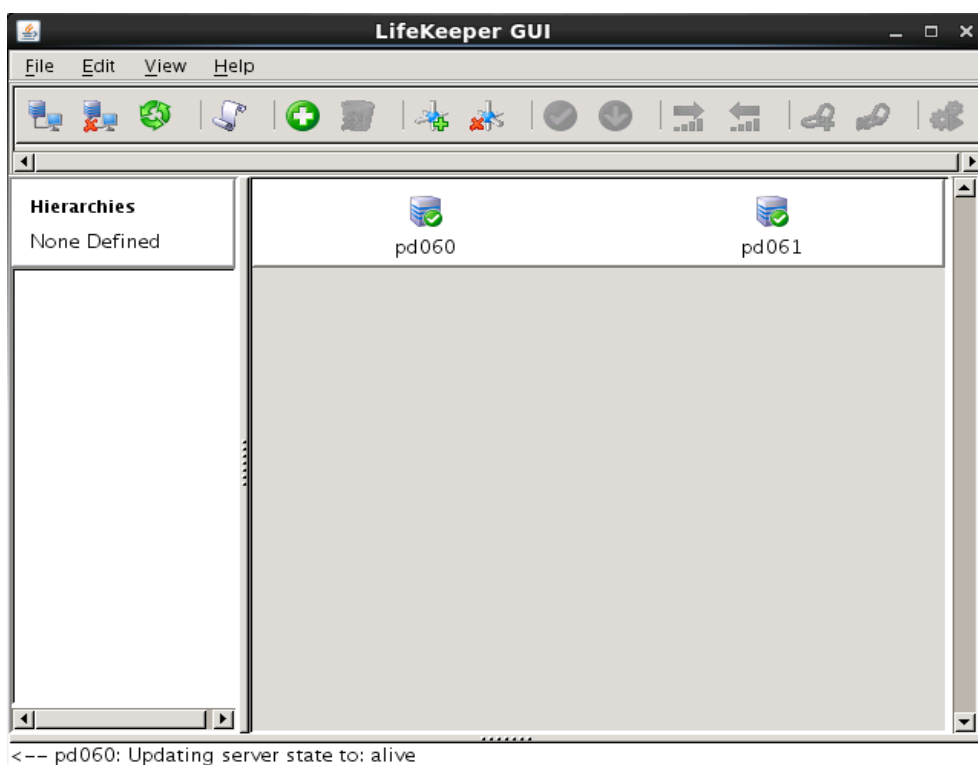 LifeKeeper GUI
File Edit View Help
Hierarchies
None Defined
pd060
pd061
<-- pd060: Updating server state to: alive